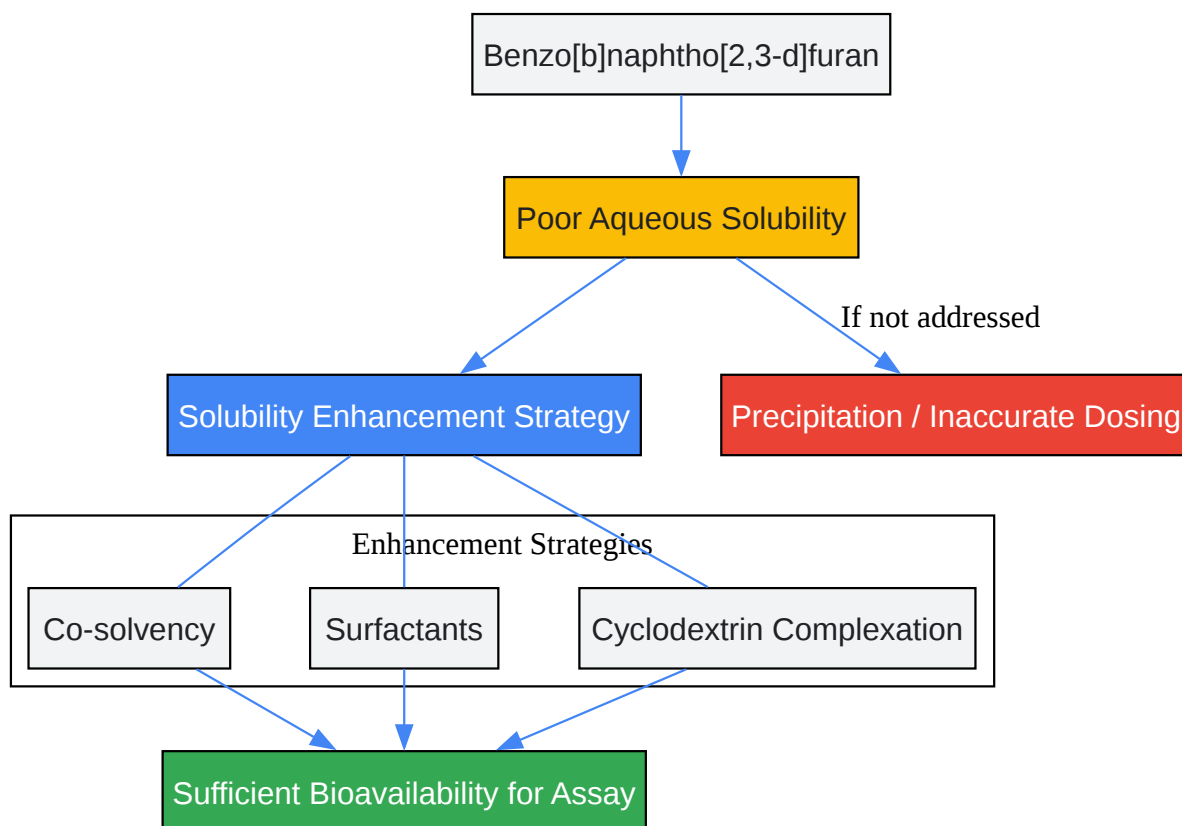 Benzo[b]naphtho[2,3-d]furan
Poor Aqueous Solubility
If not addressed
Solubility Enhancement Strategy
Precipitation / Inaccurate Dosing
Enhancement Strategies
Co-solvency
Surfactants
Cyclodextrin Complexation
Sufficient Bioavailability for Assay